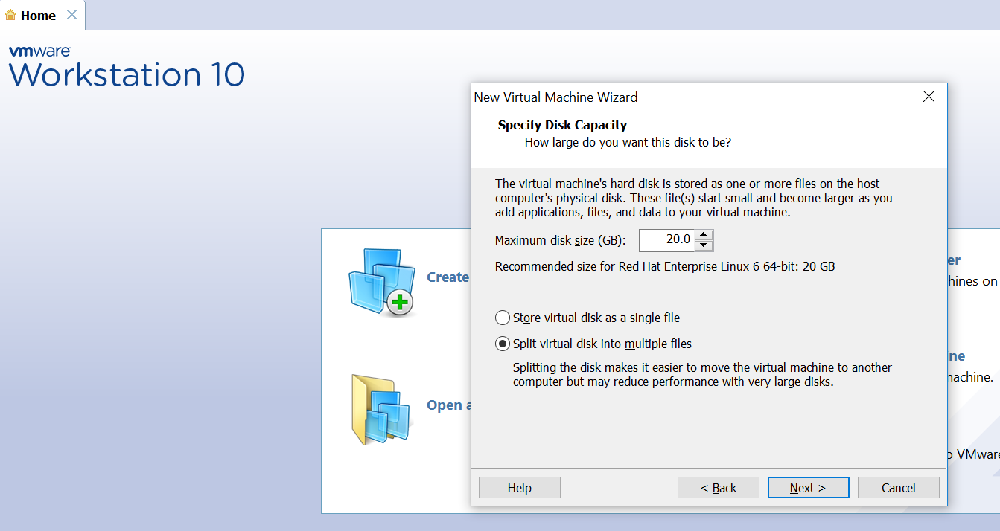 Home
vmware
Workstation 10
New Virtual Machine Wizard
Specify Disk Capacity
How large do you want this disk to be?
The virtual machine's hard disk is stored as one or more files on the host
computer's physical disk. These file(s) start small and become larger as you
add applications, files, and data to your virtual machine.
Maximum disk size (GB): 20.0
Recommended size for Red Hat Enterprise Linux 6 64-bit: 20 GB
Store virtual disk as a single file
Split virtual disk into multiple files
Splitting the disk makes it easier to move the virtual machine to another
computer but may reduce performance with very large disks.
Help
< Back
Next >
Cancel
Create
Open a
er
hines on
ne
nachine.
o VMware